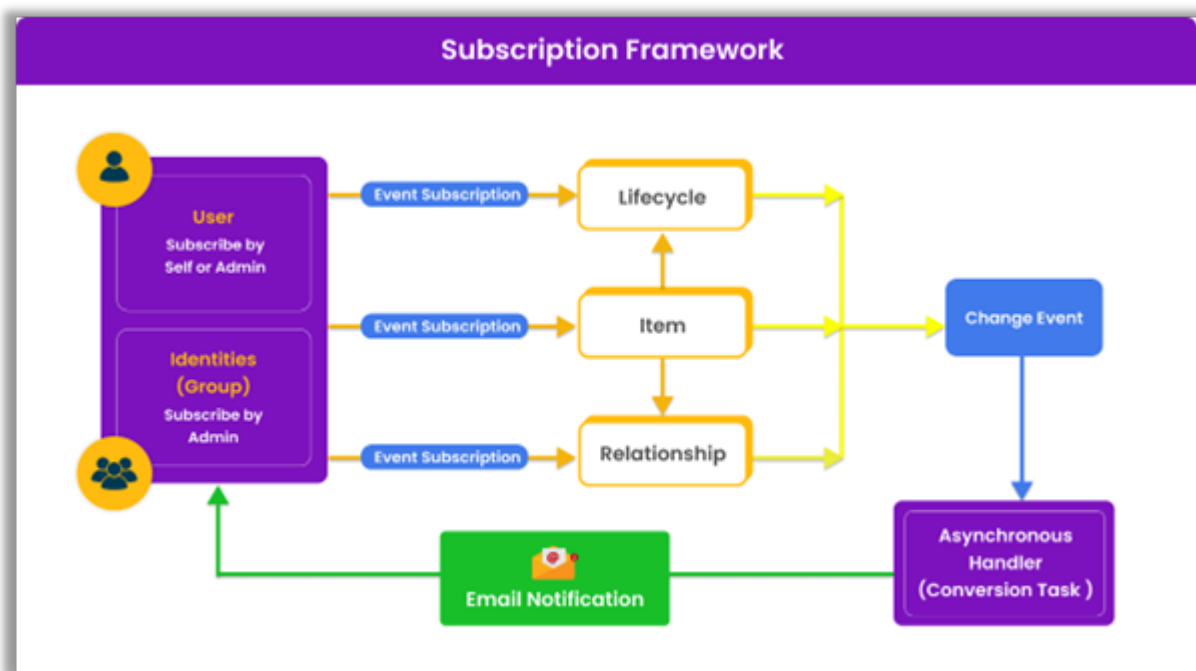 Subscription Framework
User
Subscribe by
Self or Admin
Identities
(Group)
Subscribe by
Admin
Event Subscription
Lifecycle
Event Subscription
Item
Event Subscription
Relationship
Change Event
Asynchronous
Handler
(Conversion Task )
Email Notification